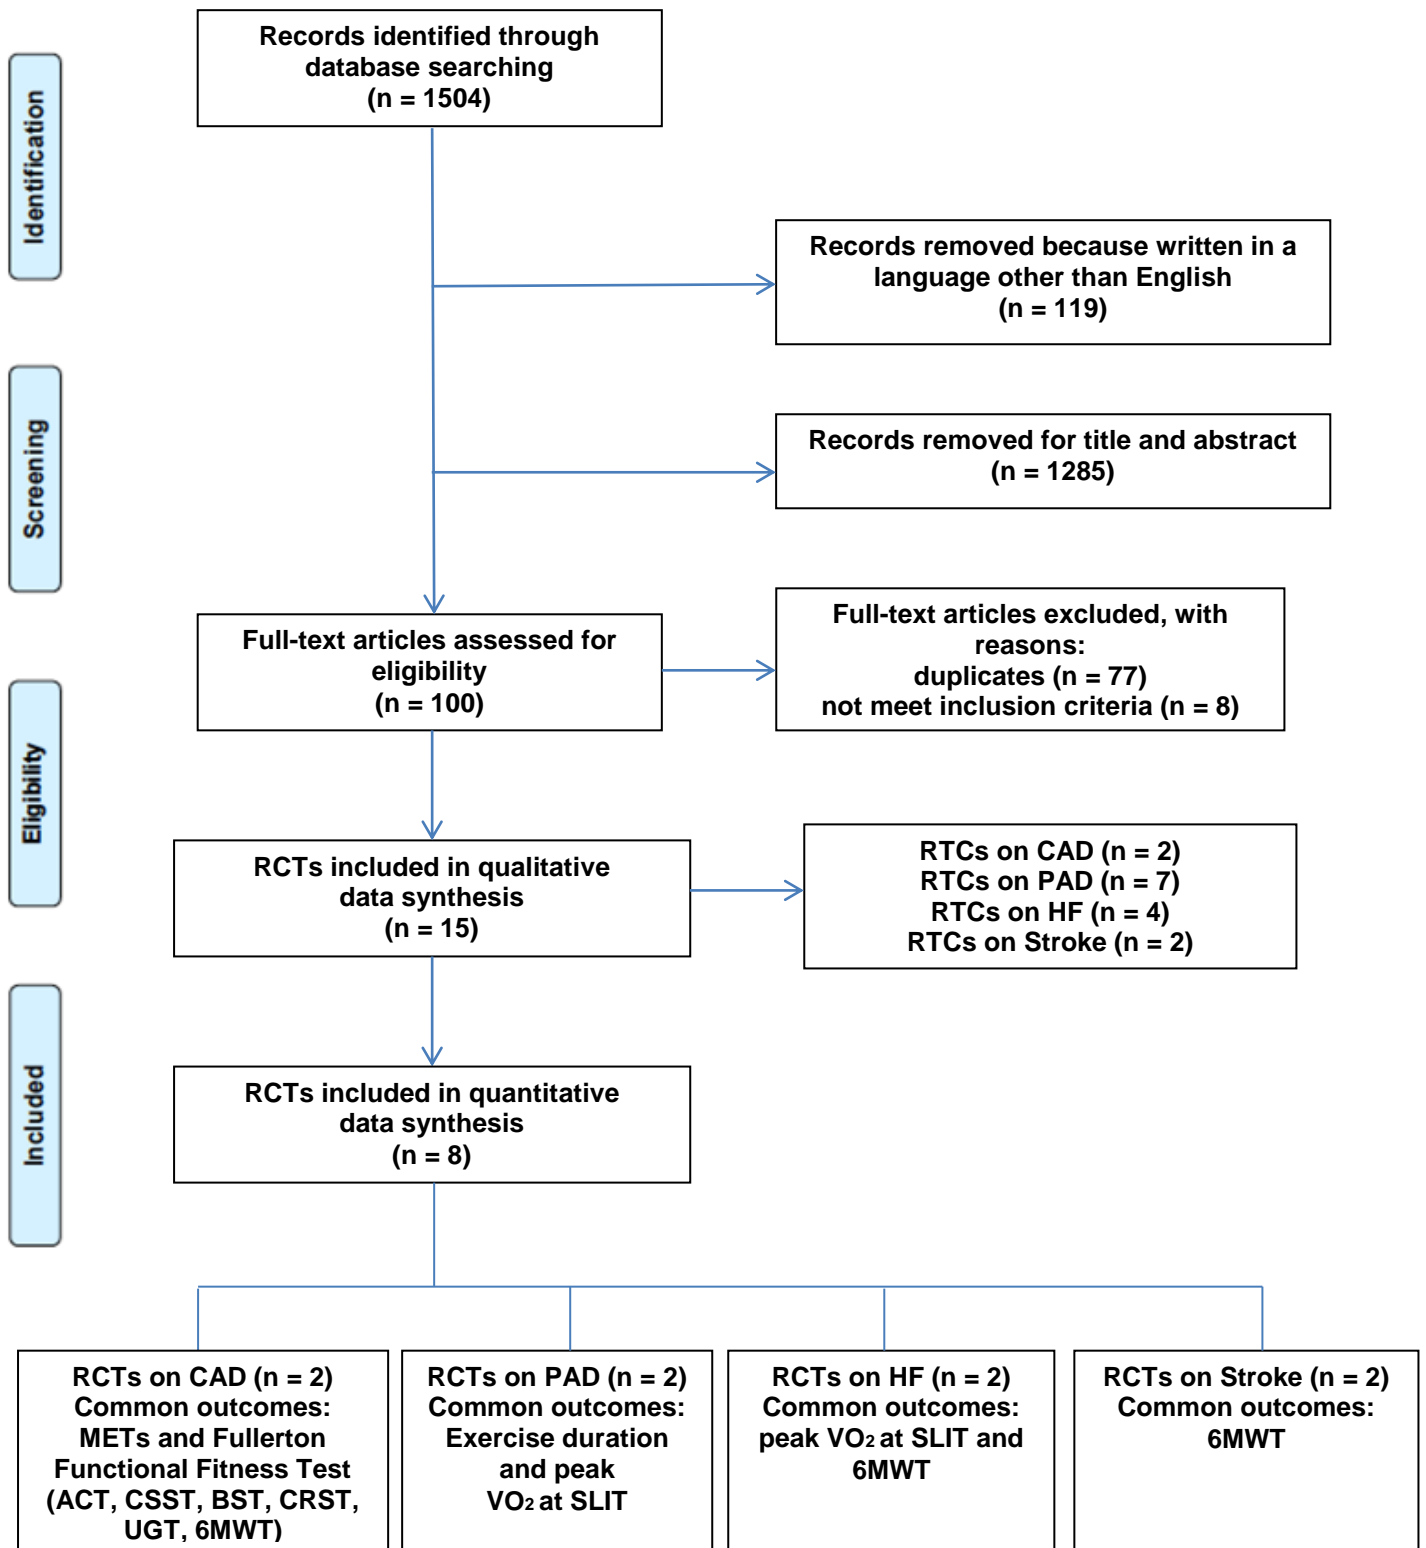 Identification
Screening
Eligibility
Included
Records identified through
database searching
(n = 1504)
Records removed because written in a
language other than English
(n = 119)
Records removed for title and abstract
(n = 1285)
Full-text articles assessed for
eligibility
(n = 100)
Full-text articles excluded, with
reasons:
duplicates (n = 77)
not meet inclusion criteria (n = 8)
RCTs included in qualitative
data synthesis
(n = 15)
RTCs on CAD (n = 2)
RTCs on PAD (n = 7)
RTCs on HF (n = 4)
RTCs on Stroke (n = 2)
RCTs included in quantitative
data synthesis
(n = 8)
RCTs on CAD (n = 2)
Common outcomes:
METs and Fullerton
Functional Fitness Test
(ACT, CSST, BST, CRST,
UGT, 6MWT)
RCTs on PAD (n = 2)
Common outcomes:
Exercise duration
and peak
VO2 at SLIT
RCTs on HF (n = 2)
Common outcomes:
peak VO2 at SLIT and
6MWT
RCTs on Stroke (n = 2)
Common outcomes:
6MWT